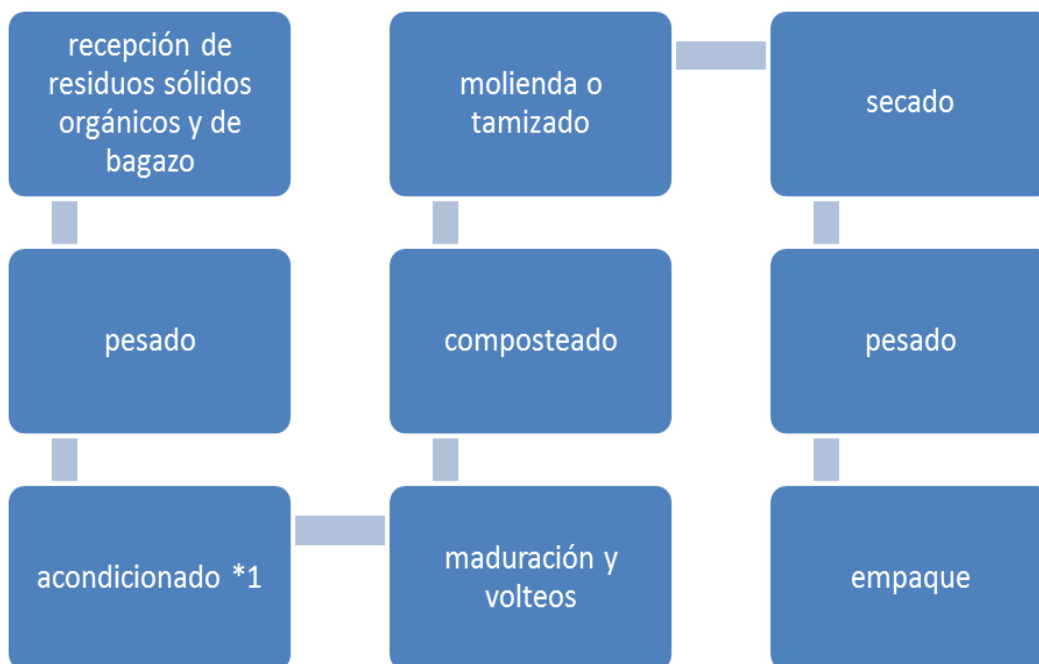 recepción de
residuos sólidos
orgánicos y de
bagazo
pesado
acondicionado *1
maduración y
volteos
composteado
molienda o
tamizado
secado
pesado
empaque